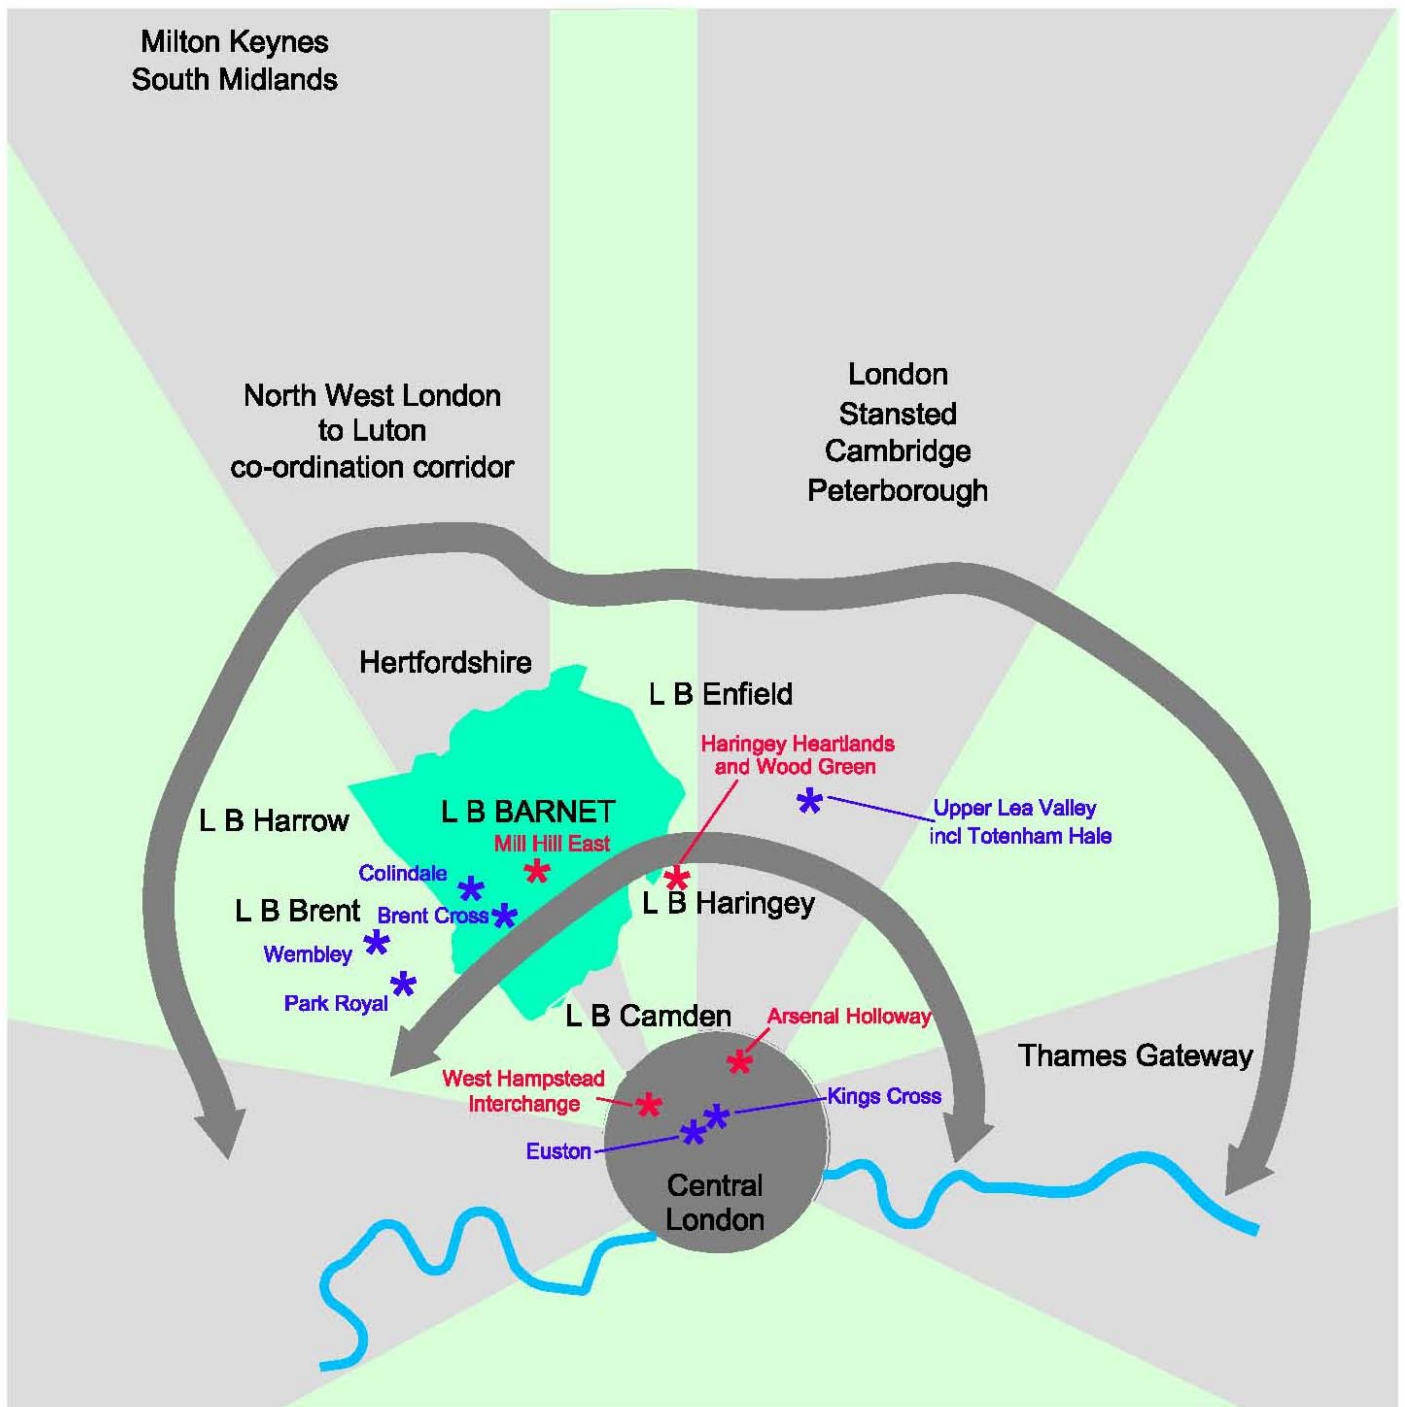 Milton Keynes
South Midlands
North West London
to Luton
co-ordination corridor
London
Stansted
Cambridge
Peterborough
Hertfordshire
L B Enfield
Haringey Heartlands
and Wood Green
L B Harrow
L B BARNET
Mill Hill East
Upper Lea Valley
incl Totenham Hale
Colindale
L B Brent
Brent Cross
L B Haringey
Wembley
Park Royal
L B Camden
Arsenal Holloway
Thames Gateway
West Hampstead
Interchange
Kings Cross
Euston
Central
London